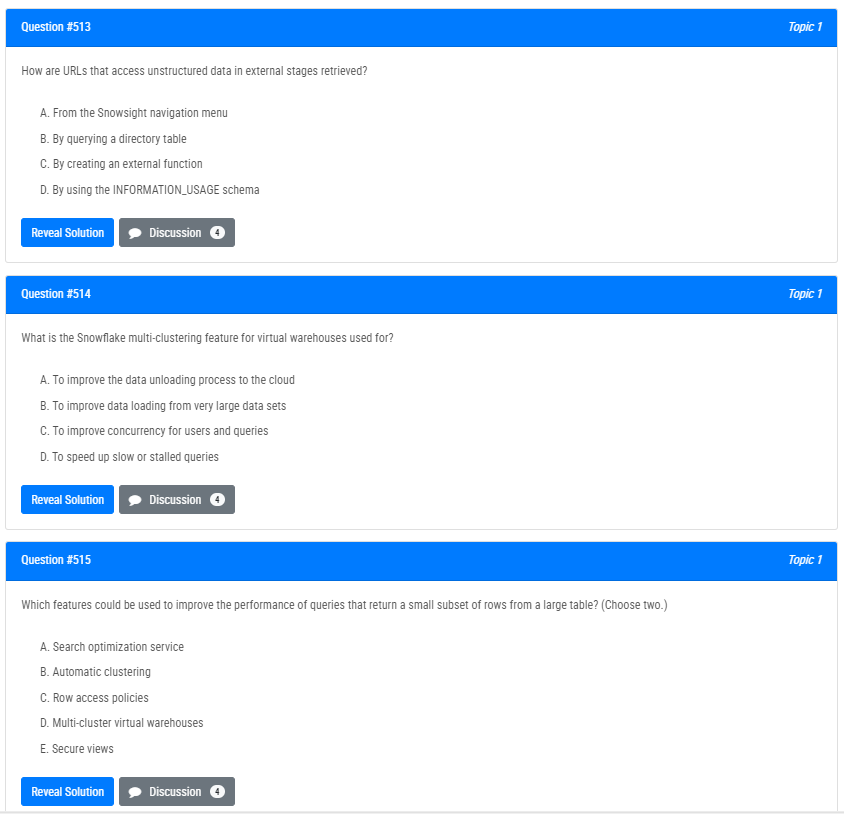 Question #513 Topic 1
How are URLs that access unstructured data in external stages retrieved?
A. From the Snowsight navigation menu
B. By querying a directory table
C. By creating an external function
D. By using the INFORMATION_USAGE schema
Reveal Solution Discussion 4
Question #514 Topic 1
What is the Snowflake multi-clustering feature for virtual warehouses used for?
A. To improve the data unloading process to the cloud
B. To improve data loading from very large data sets
C. To improve concurrency for users and queries
D. To speed up slow or stalled queries
Reveal Solution Discussion 4
Question #515 Topic 1
Which features could be used to improve the performance of queries that return a small subset of rows from a large table? (Choose two.)
A. Search optimization service
B. Automatic clustering
C. Row access policies
D. Multi-cluster virtual warehouses
E. Secure views
Reveal Solution Discussion 4